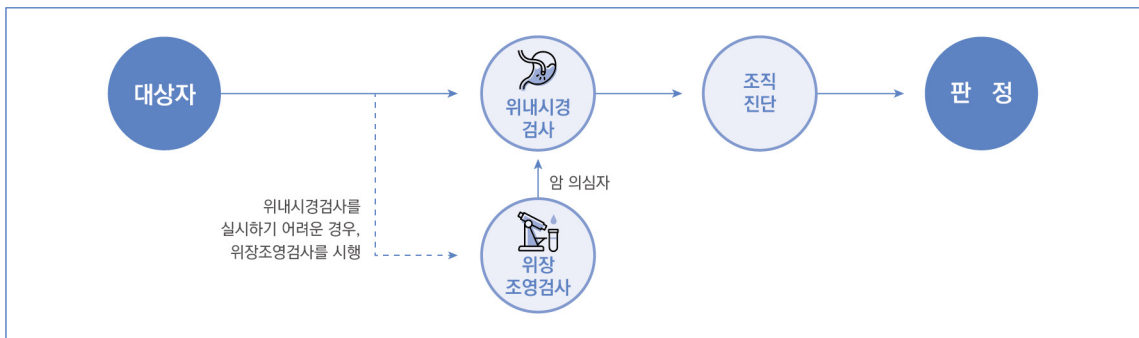 대상자
위내시경
검사
조직
진단
판 정
암 의심자
위내시경검사를
실시하기 어려운 경우,
위장조영검사를 시행
위장
조영검사